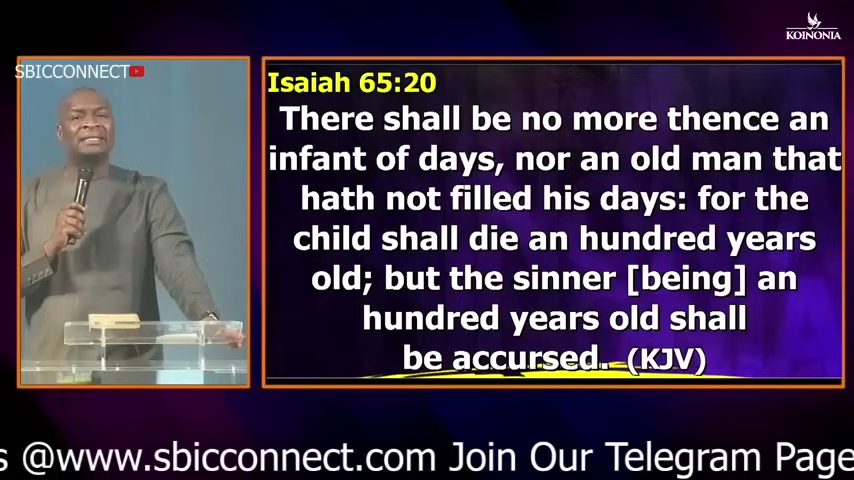 KOINONIA
SBICCONNECT
Isaiah 65:20
There shall be no more thence an
infant of days, nor an old man that
hath not filled his days: for the
child shall die an hundred years
old; but the sinner [being] an
hundred years old shall
be accursed. (KJV)
s @www.sbicconnect.com Join Our Telegram Page